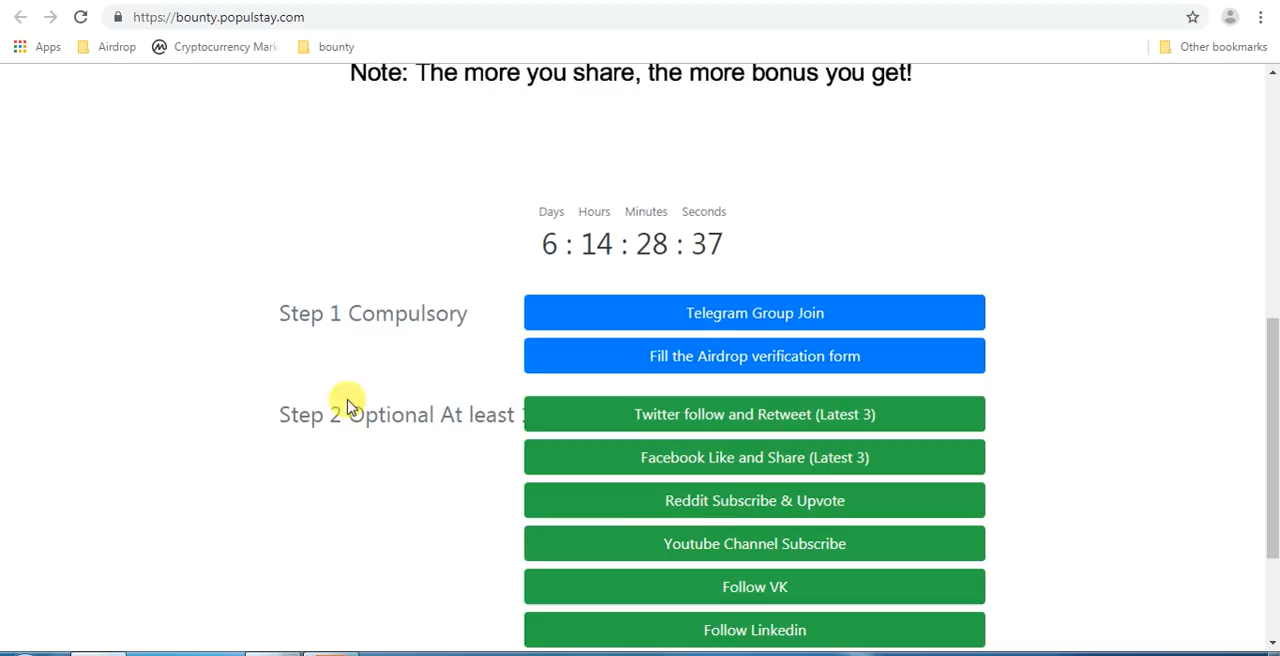 https://bounty.populstay.com
Apps Airdrop Cryptocurrency Mark bounty Other bookmarks
Note: The more you share, the more bonus you get!
Days Hours Minutes Seconds
6 : 14 : 28 : 37
Step 1 Compulsory
Telegram Group Join
Fill the Airdrop verification form
Step 2 Optional At least
Twitter follow and Retweet (Latest 3)
Facebook Like and Share (Latest 3)
Reddit Subscribe & Upvote
Youtube Channel Subscribe
Follow VK
Follow Linkedin